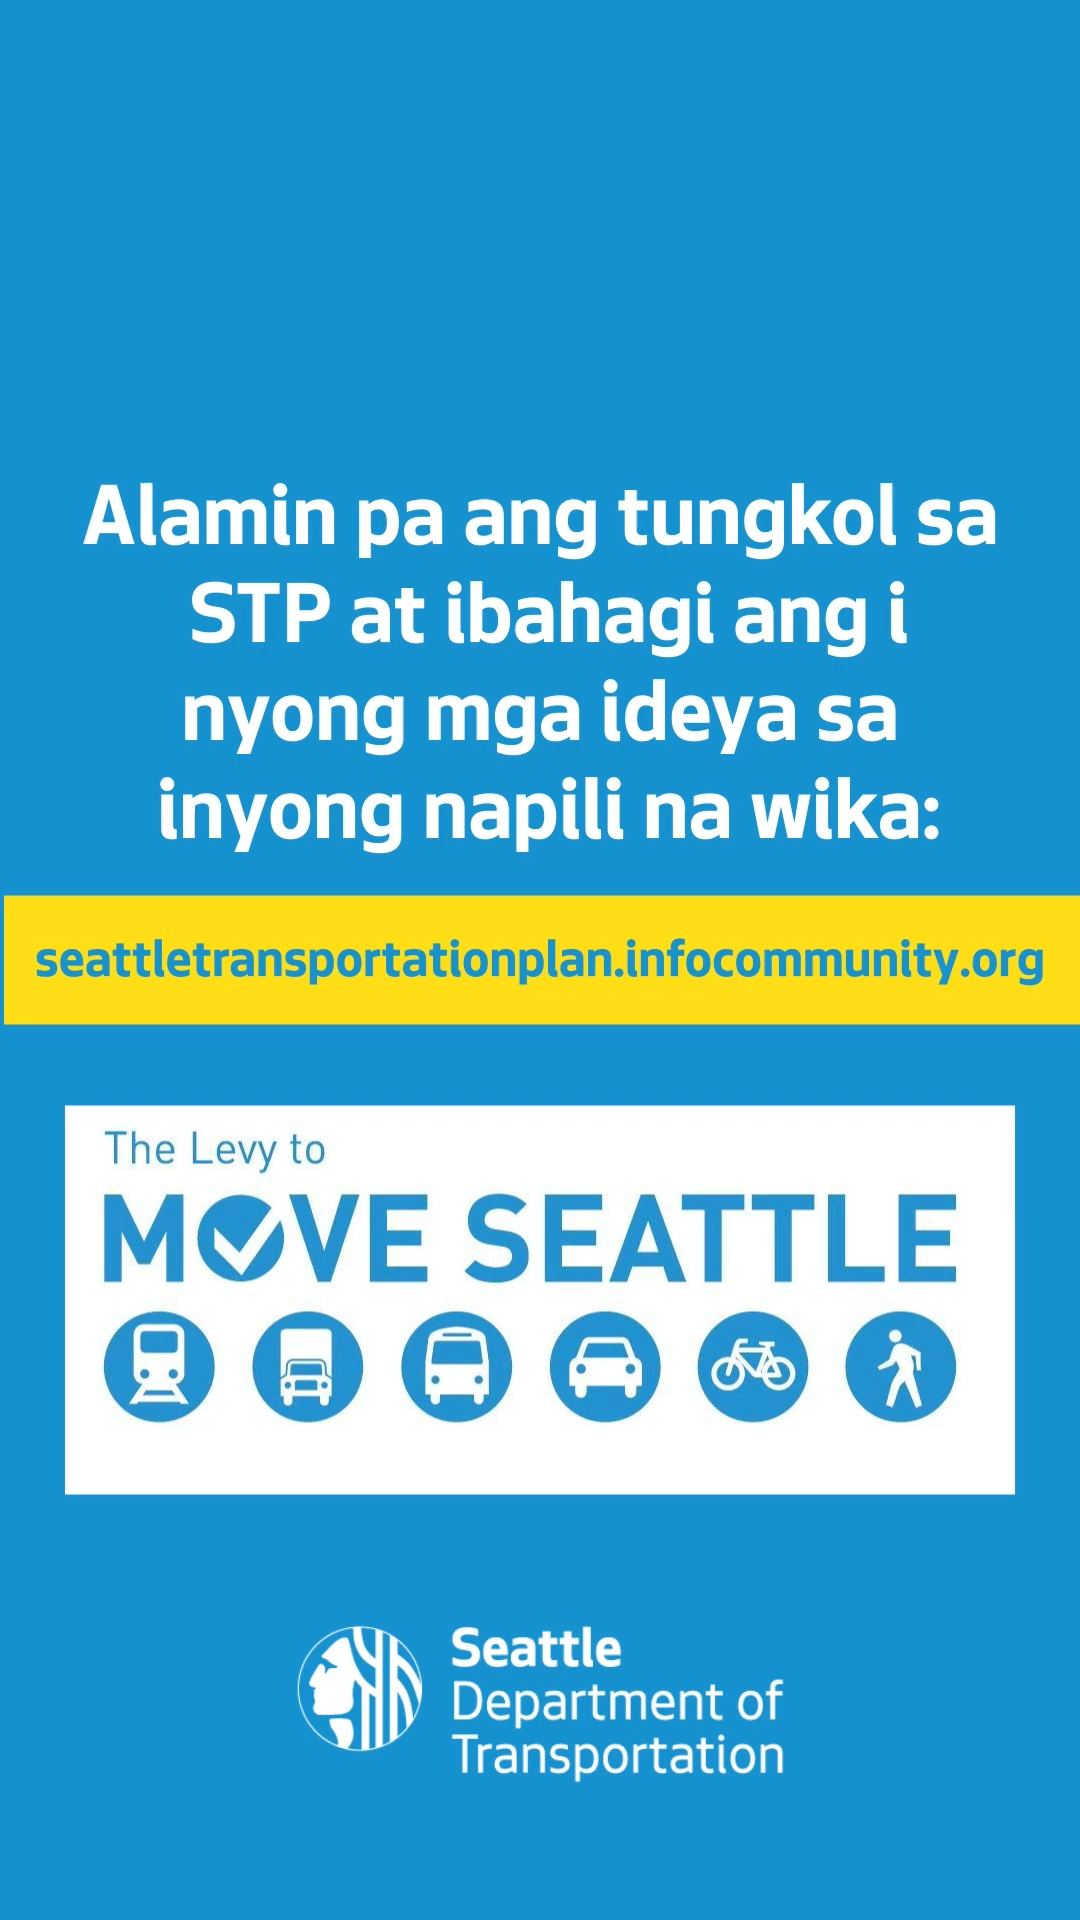 Alamin pa ang tungkol sa
STP at ibahagi ang i
nyong mga ideya sa
inyong napili na wika:
seattletransportationplan.infocommunity.org
The Levy to
MOVE SEATTLE
Seattle
Department of
Transportation